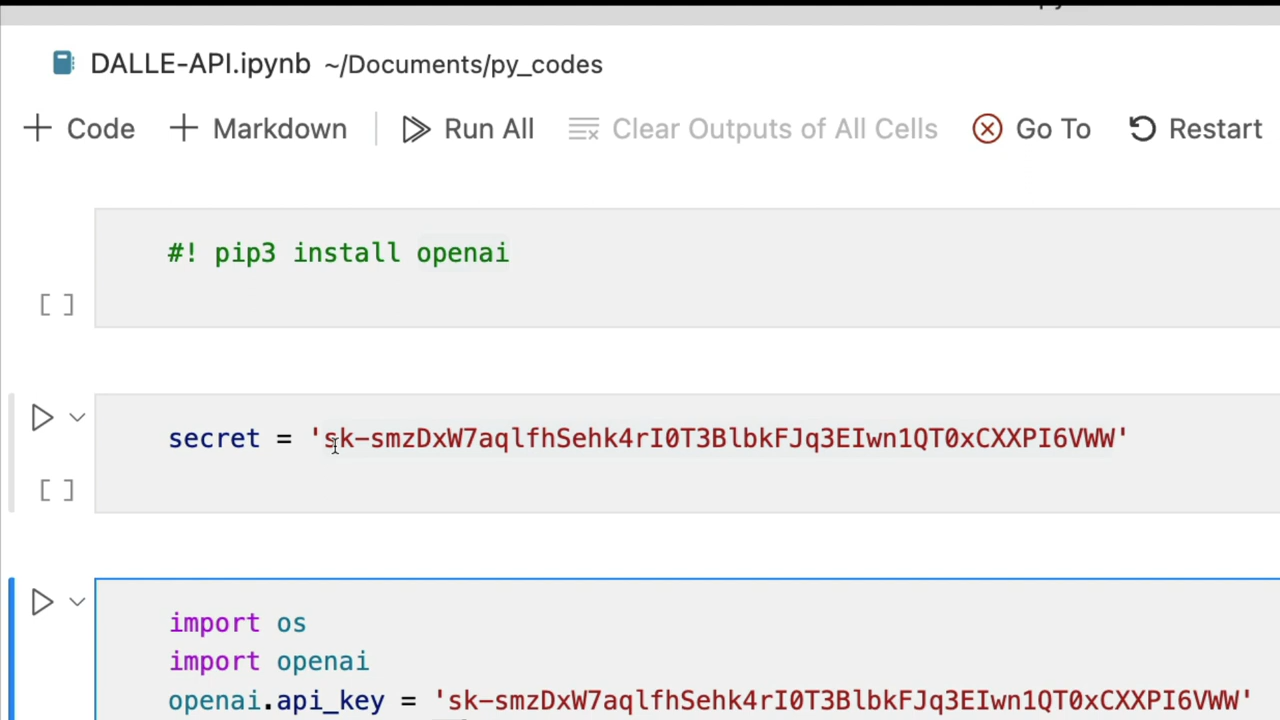 DALLE-API.ipynb ~/Documents/py_codes
+ Code + Markdown Run All Clear Outputs of All Cells Go To Restart
#! pip3 install openai
[ ]
secret = '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'
[ ]
import os
import openai
openai.api_key = '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'